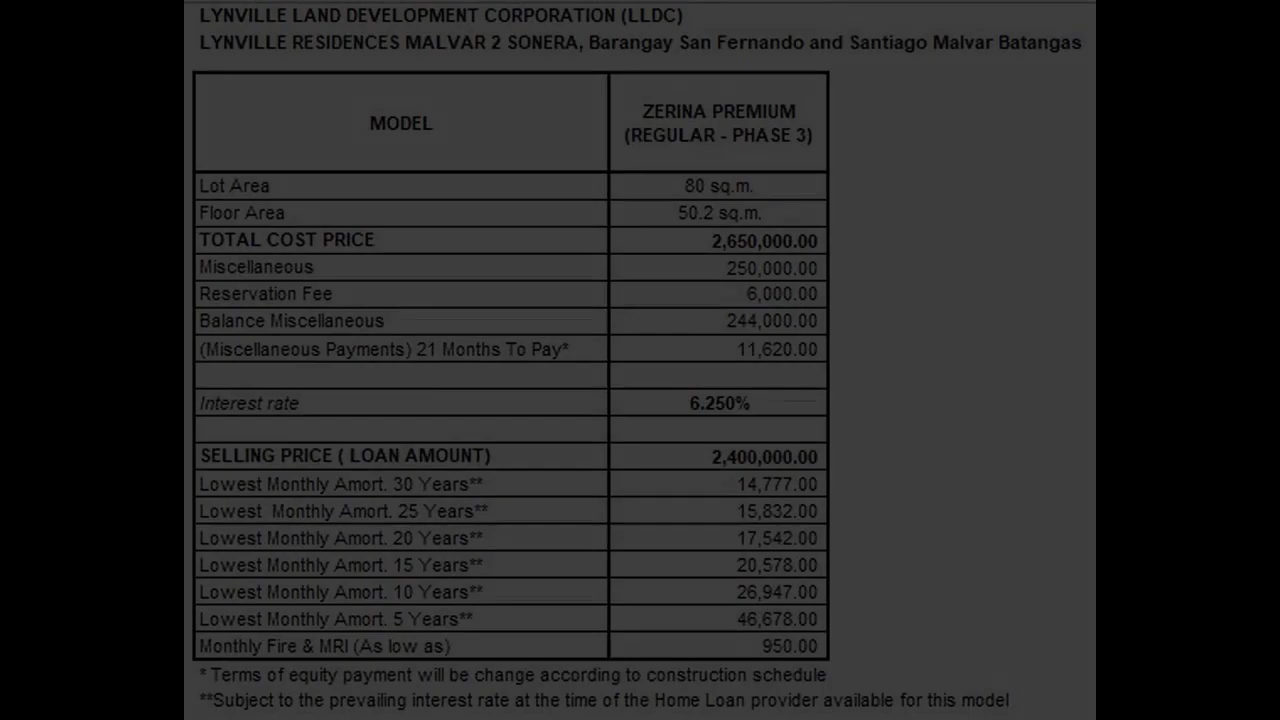 LYNVILLE LAND DEVELOPMENT CORPORATION (LLDC)
LYNVILLE RESIDENCES MALVAR 2 SONERA, Barangay San Fernando and Santiago Malvar Batangas
MODEL ZERINA PREMIUM (REGULAR - PHASE 3)
Lot Area 80 sq.m.
Floor Area 50.2 sq.m.
TOTAL COST PRICE 2,650,000.00
Miscellaneous 250,000.00
Reservation Fee 6,000.00
Balance Miscellaneous 244,000.00
(Miscellaneous Payments) 21 Months To Pay* 11,620.00
Interest rate 6.250%
SELLING PRICE ( LOAN AMOUNT) 2,400,000.00
Lowest Monthly Amort. 30 Years** 14,777.00
Lowest  Monthly Amort. 25 Years** 15,832.00
Lowest Monthly Amort. 20 Years** 17,542.00
Lowest Monthly Amort. 15 Years** 20,578.00
Lowest Monthly Amort. 10 Years** 26,947.00
Lowest Monthly Amort. 5 Years** 46,678.00
Monthly Fire & MRI (As low as) 950.00
* Terms of equity payment will be change according to construction schedule
**Subject to the prevailing interest rate at the time of the Home Loan provider available for this model